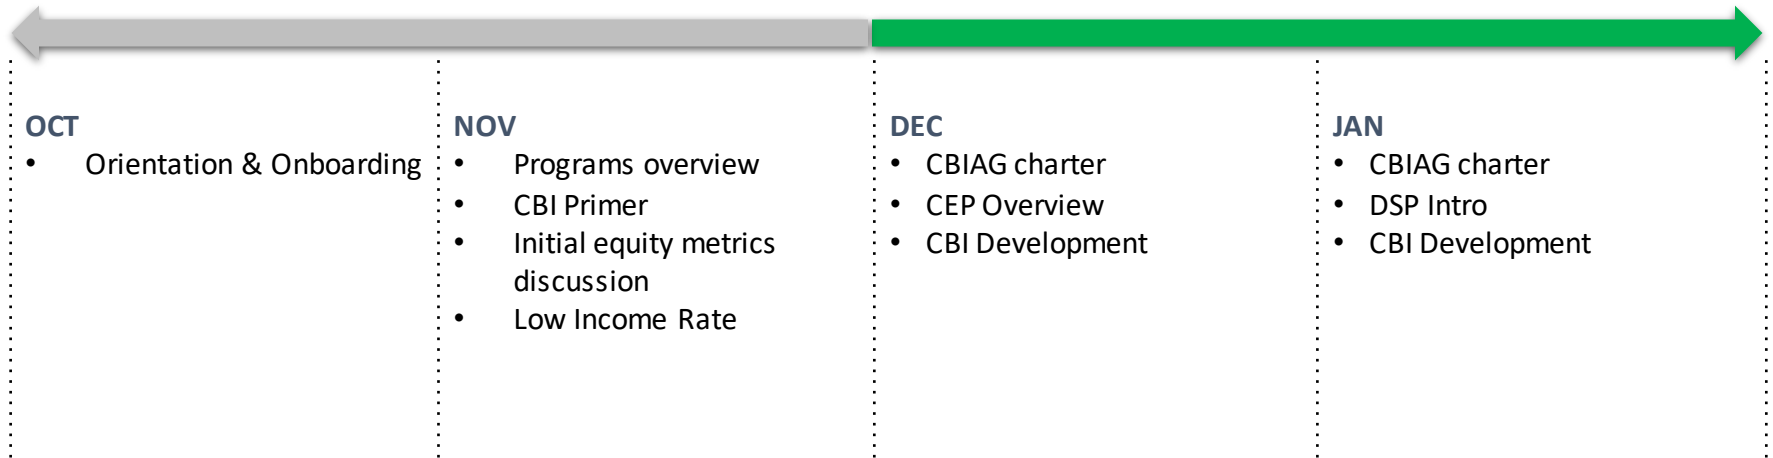 OCT
• Orientation & Onboarding
NOV
• Programs overview
• CBI Primer
• Initial equity metrics
discussion
• Low Income Rate
DEC
• CBIAG charter
• CEP Overview
• CBI Development
JAN
• CBIAG charter
• DSP Intro
• CBI Development